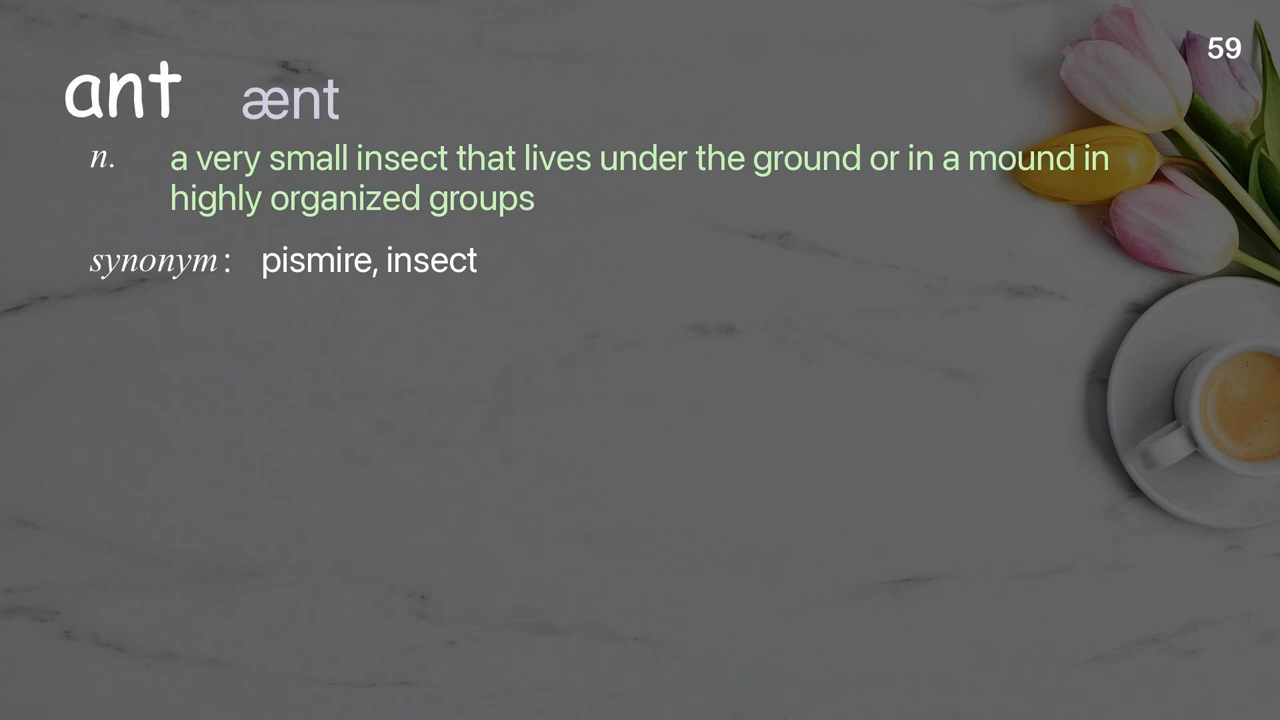 59
ant ænt
n. a very small insect that lives under the ground or in a mound in
highly organized groups
synonym : pismire, insect